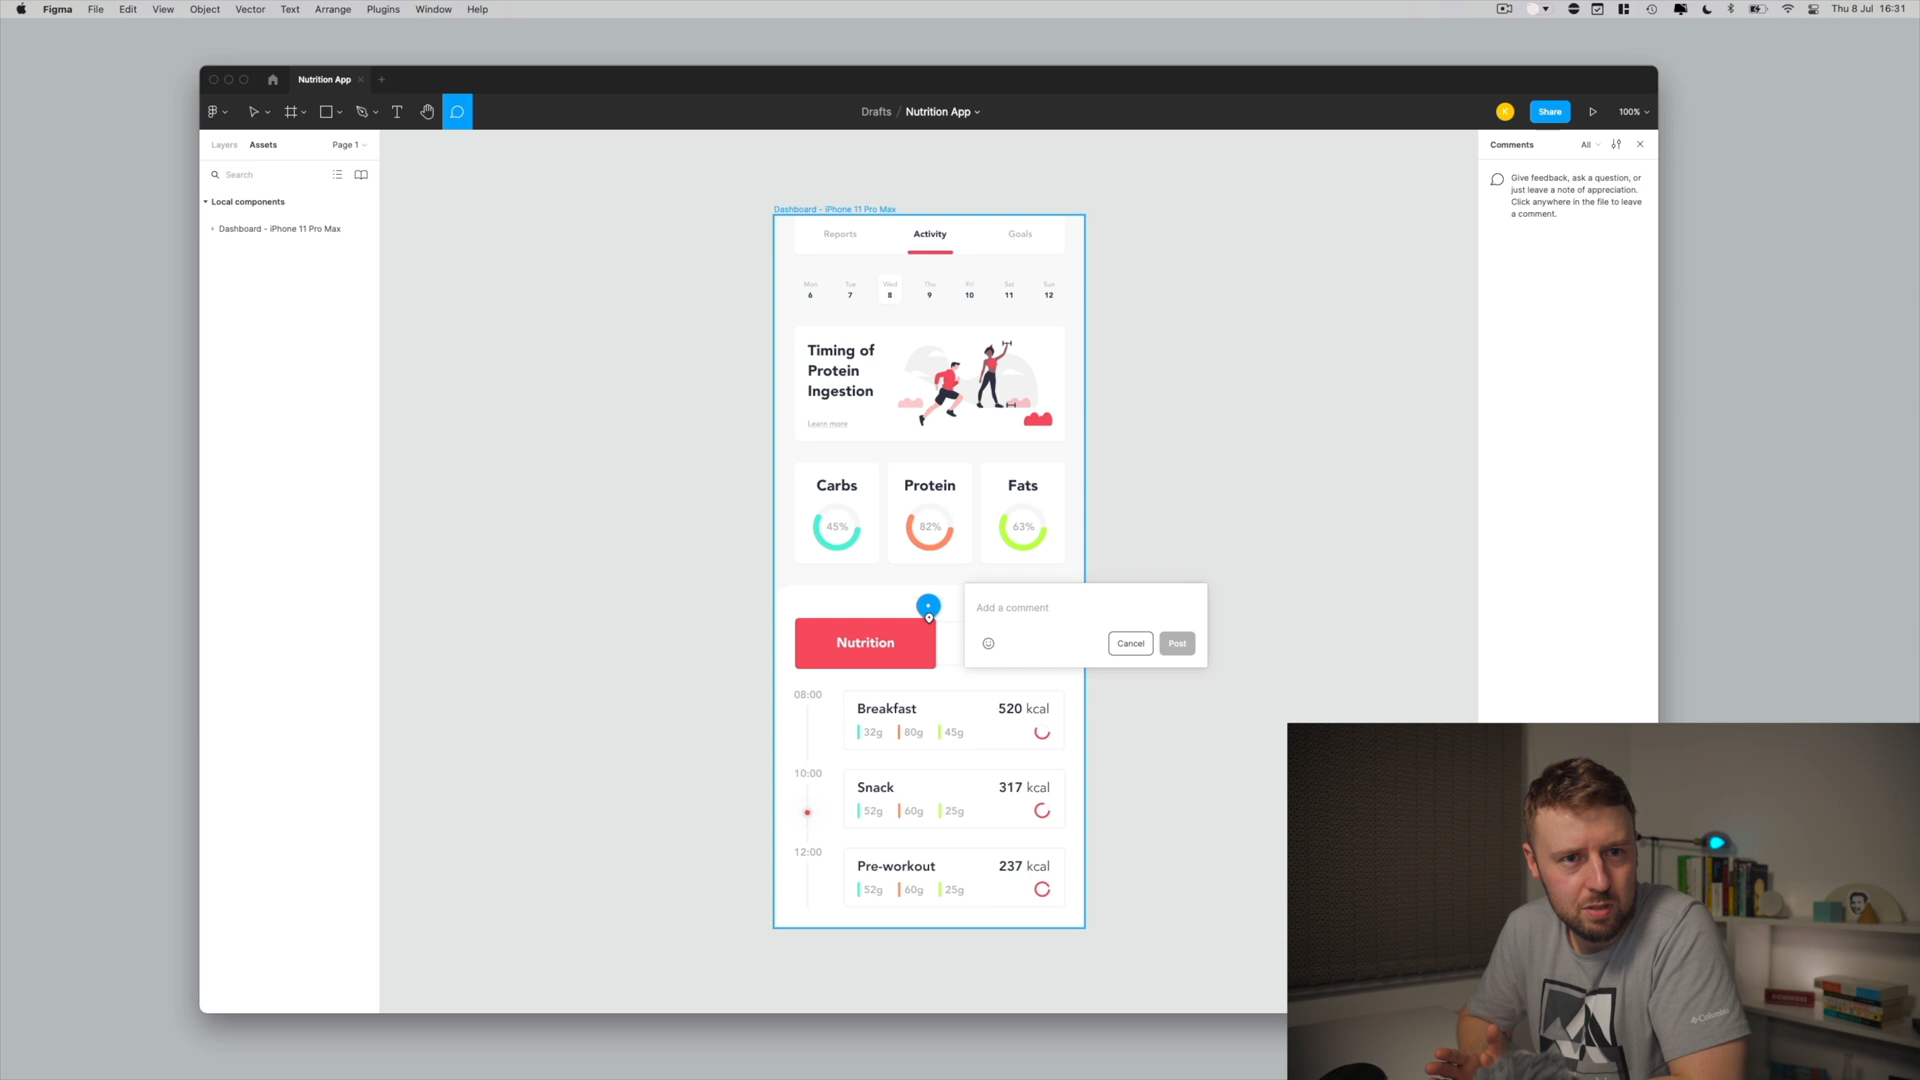 Figma File Edit View Object Vector Text Arrange Plugins Window Help Thu 8 Jul 16:31
Nutrition App
Drafts / Nutrition App
K Share 100%
Layers Assets Page 1
Search
Local components
Dashboard - iPhone 11 Pro Max
Dashboard - iPhone 11 Pro Max
Reports Activity Goals
Mon Tue Wed Thu Fri Sat Sun
6 7 8 9 10 11 12
Timing of
Protein
Ingestion
Learn more
Carbs Protein Fats
45% 82% 63%
Add a comment
Cancel Post
Nutrition
08:00
Breakfast 520 kcal
32g 80g 45g
10:00
Snack 317 kcal
52g 60g 25g
12:00
Pre-workout 237 kcal
52g 60g 25g
Comments All
Give feedback, ask a question, or
just leave a note of appreciation.
Click anywhere in the file to leave
a comment.
Columbia